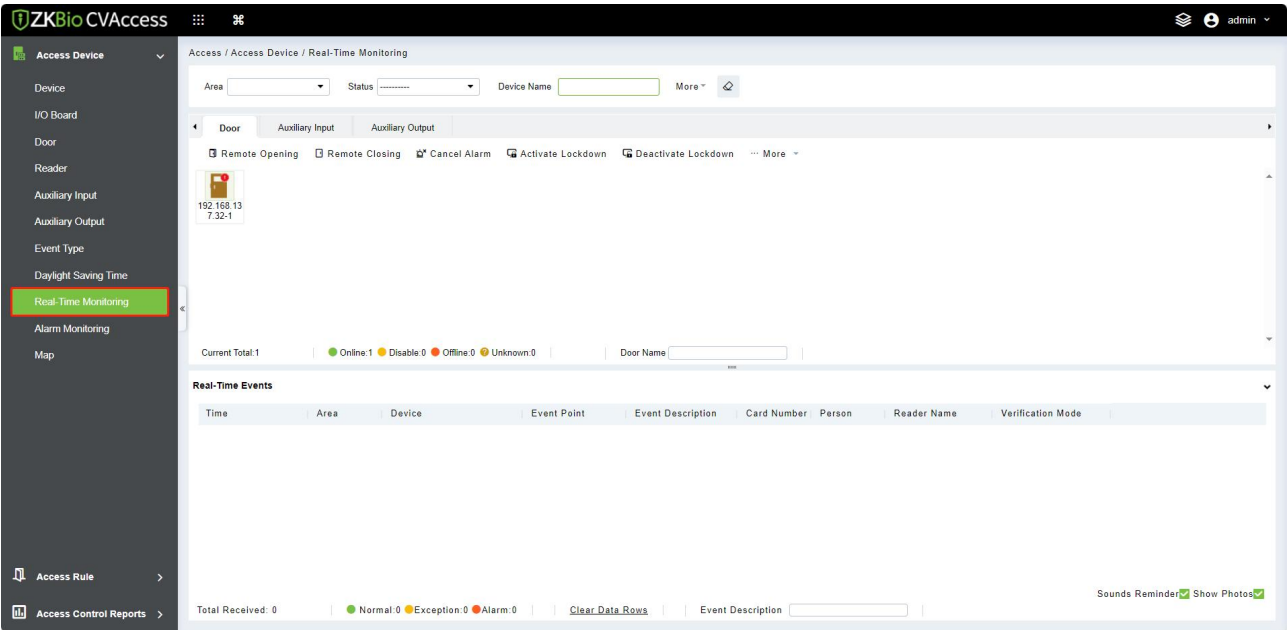 ZKBio CVAccess
admin
Access Device
Access / Access Device / Real-Time Monitoring
Device
I/O Board
Door
Reader
Auxiliary Input
Auxiliary Output
Event Type
Daylight Saving Time
Real-Time Monitoring
Alarm Monitoring
Map
Access Rule
Access Control Reports
Area Status ---------- Device Name More
Door Auxiliary Input Auxiliary Output
Remote Opening Remote Closing Cancel Alarm Activate Lockdown Deactivate Lockdown ··· More
192.168.13
7.32-1
Current Total:1 Online:1 Disable:0 Offline:0 Unknown:0 Door Name
Real-Time Events
Time Area Device Event Point Event Description Card Number Person Reader Name Verification Mode
Sounds Reminder Show Photos
Total Received: 0 Normal:0 Exception:0 Alarm:0 Clear Data Rows Event Description